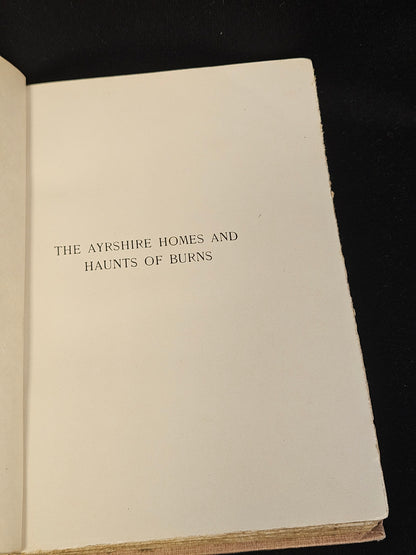 THE AYRSHIRE HOMES AND
HAUNTS OF BURNS